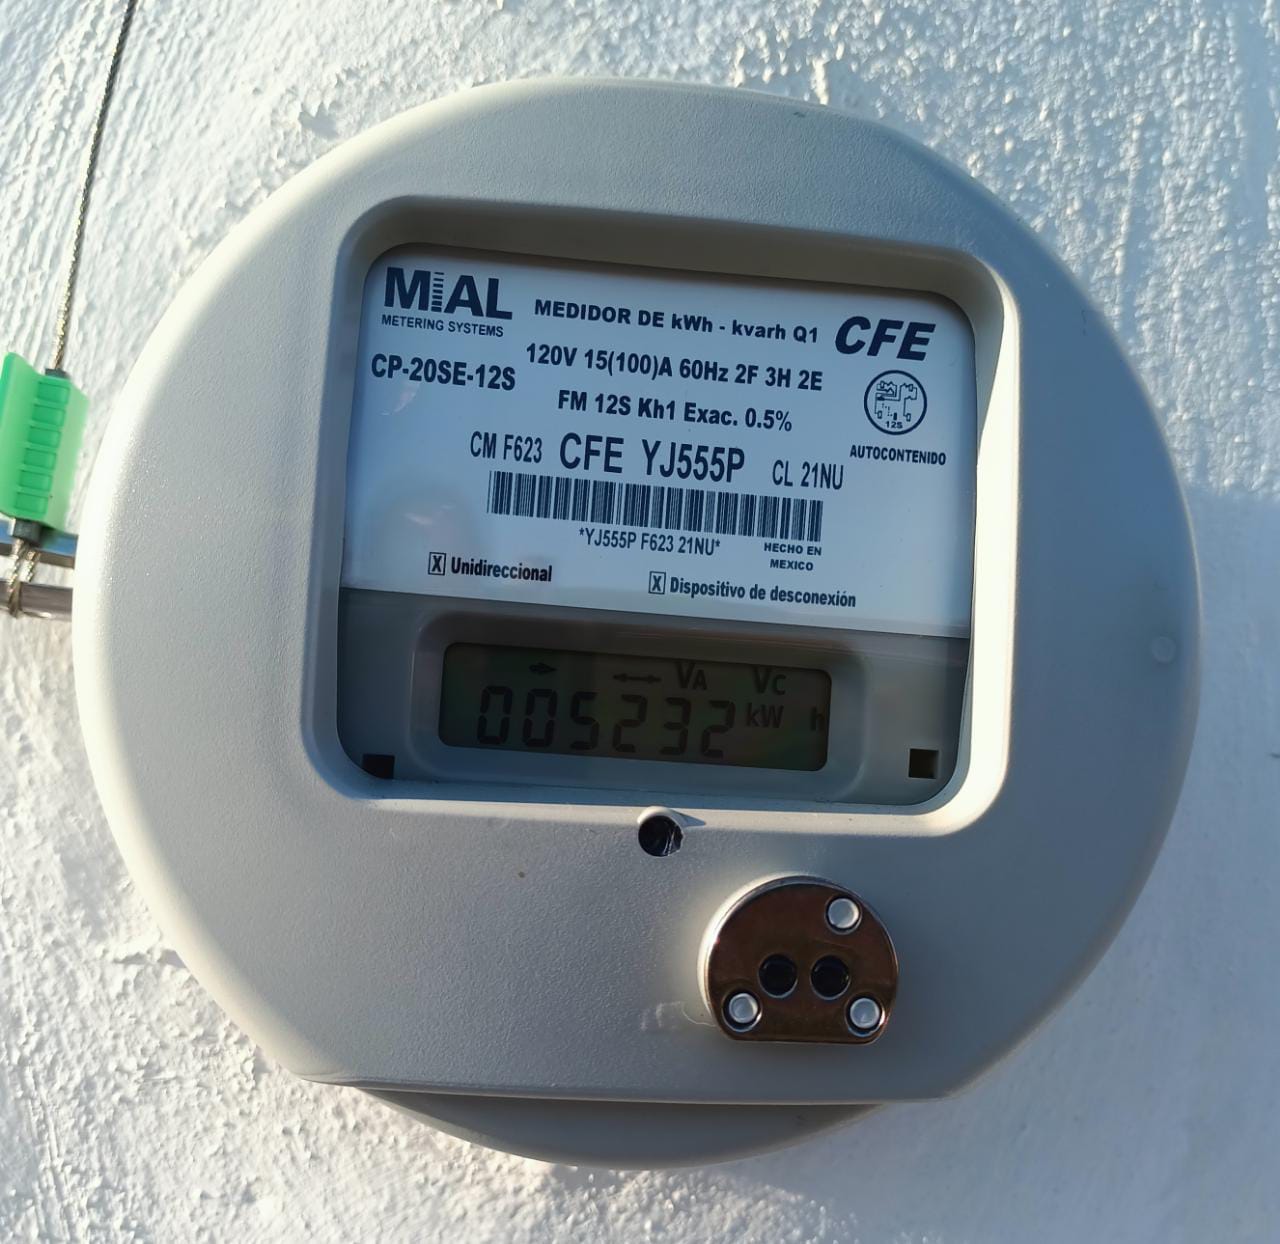 MIAL
METERING SYSTEMS
MEDIDOR DE kWh - kvarh Q1
CFE
CP-20SE-12S
120V 15(100)A 60Hz 2F 3H 2E
FM 12S Kh1 Exac. 0.5%
12S
AUTOCONTENIDO
CM F623 CFE YJ555P CL 21NU
*YJ555P F623 21NU*
HECHO EN
MEXICO
X Unidireccional
X Dispositivo de desconexión
VA VC
005232 kW h